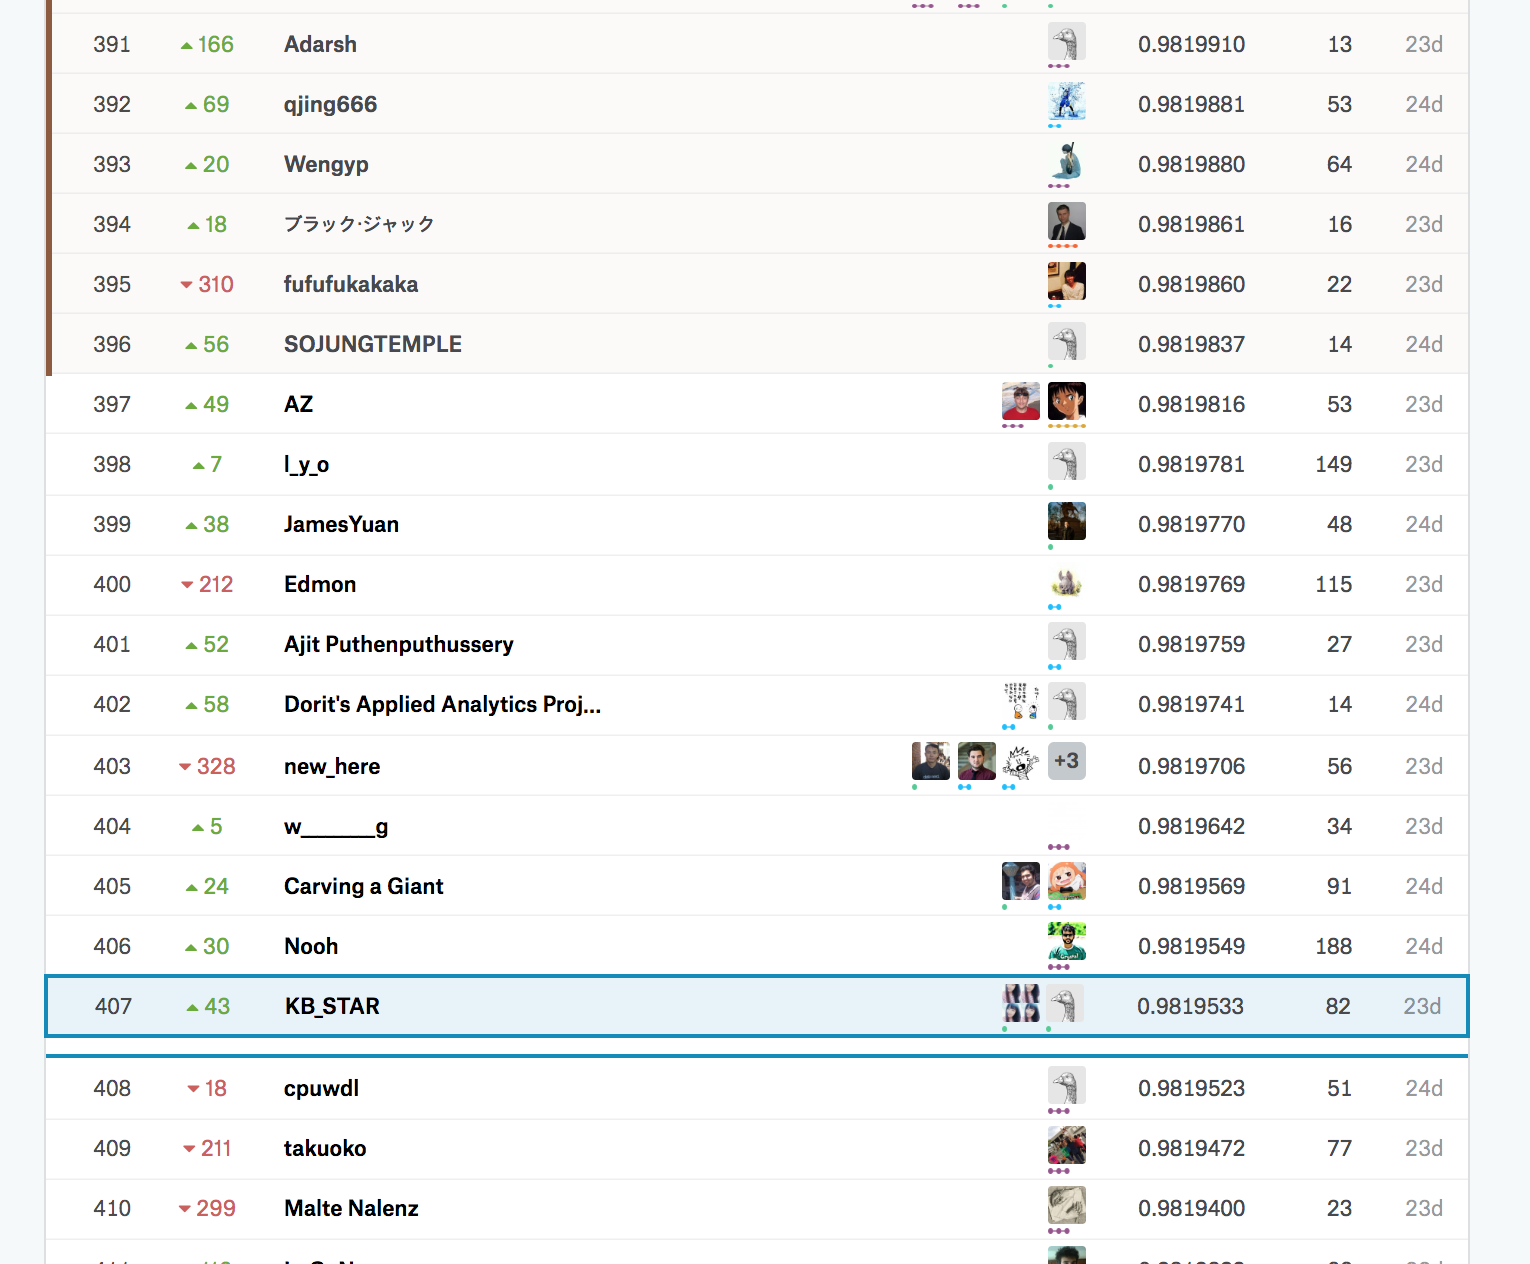 391 166 Adarsh 0.9819910 13 23d
392 69 qjing666 0.9819881 53 24d
393 20 Wengyp 0.9819880 64 24d
394 18 ブラック·ジャック 0.9819861 16 23d
395 310 fufufukakaka 0.9819860 22 23d
396 56 SOJUNGTEMPLE 0.9819837 14 24d
397 49 AZ 0.9819816 53 23d
398 7 l_y_o 0.9819781 149 23d
399 38 JamesYuan 0.9819770 48 24d
400 212 Edmon 0.9819769 115 23d
401 52 Ajit Puthenputhussery 0.9819759 27 23d
402 58 Dorit's Applied Analytics Proj... 0.9819741 14 24d
403 328 new_here +3 0.9819706 56 23d
404 5 w_______g 0.9819642 34 23d
405 24 Carving a Giant 0.9819569 91 24d
406 30 Nooh 0.9819549 188 24d
407 43 KB_STAR 0.9819533 82 23d
408 18 cpuwdl 0.9819523 51 24d
409 211 takuoko 0.9819472 77 23d
410 299 Malte Nalenz 0.9819400 23 23d